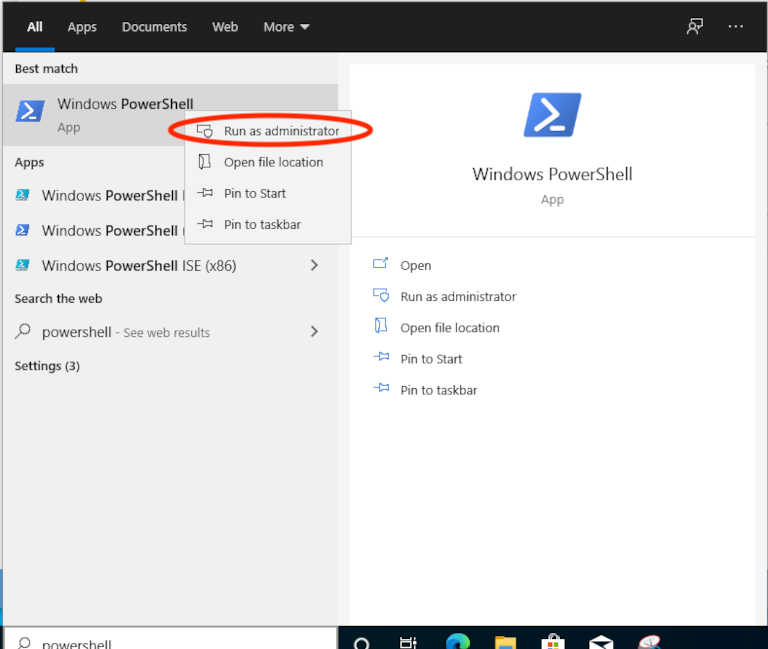 All Apps Documents Web More
Best match
Windows PowerShell
App
Run as administrator
Open file location
Pin to Start
Pin to taskbar
Apps
Windows PowerShell
Windows PowerShell
Windows PowerShell ISE (x86)
Search the web
powershell - See web results
Settings (3)
Windows PowerShell
App
Open
Run as administrator
Open file location
Pin to Start
Pin to taskbar
powershell